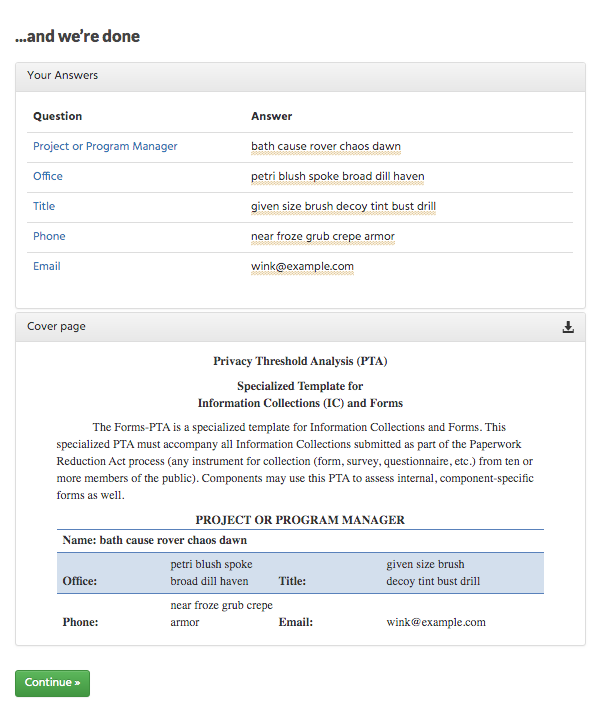 ...and we're done
Your Answers
Question Answer
Project or Program Manager bath cause rover chaos dawn
Office petri blush spoke broad dill haven
Title given size brush decoy tint bust drill
Phone near froze grub crepe armor
Email wink@example.com
Cover page
Privacy Threshold Analysis (PTA)
Specialized Template for
Information Collections (IC) and Forms
The Forms-PTA is a specialized template for Information Collections and Forms. This
specialized PTA must accompany all Information Collections submitted as part of the Paperwork
Reduction Act process (any instrument for collection (form, survey, questionnaire, etc.) from ten or
more members of the public). Components may use this PTA to assess internal, component-specific
forms as well.
PROJECT OR PROGRAM MANAGER
Name: bath cause rover chaos dawn
petri blush spoke given size brush
Office: broad dill haven Title: decoy tint bust drill
near froze grub crepe
Phone: armor Email: wink@example.com
Continue »